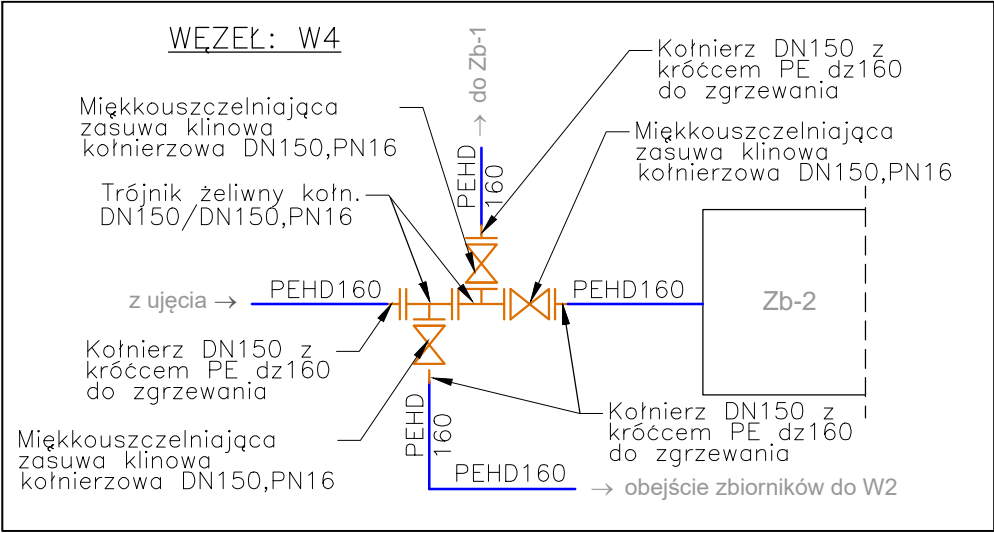 WĘZEŁ: W4
→ do Zb-1
Kołnierz DN150 z
króćcem PE dz160
do zgrzewania
Miękkouszczelniająca
zasuwa klinowa
kołnierzowa DN150,PN16
Miękkouszczelniająca
zasuwa klinowa
kołnierzowa DN150,PN16
PEHD
160
Trójnik żeliwny kołn.
DN150/DN150,PN16
z ujęcia →
PEHD160
PEHD160
Zb-2
Kołnierz DN150 z
króćcem PE dz160
do zgrzewania
PEHD
160
Kołnierz DN150 z
króćcem PE dz160
do zgrzewania
Miękkouszczelniająca
zasuwa klinowa
kołnierzowa DN150,PN16
PEHD160
→ obejście zbiorników do W2